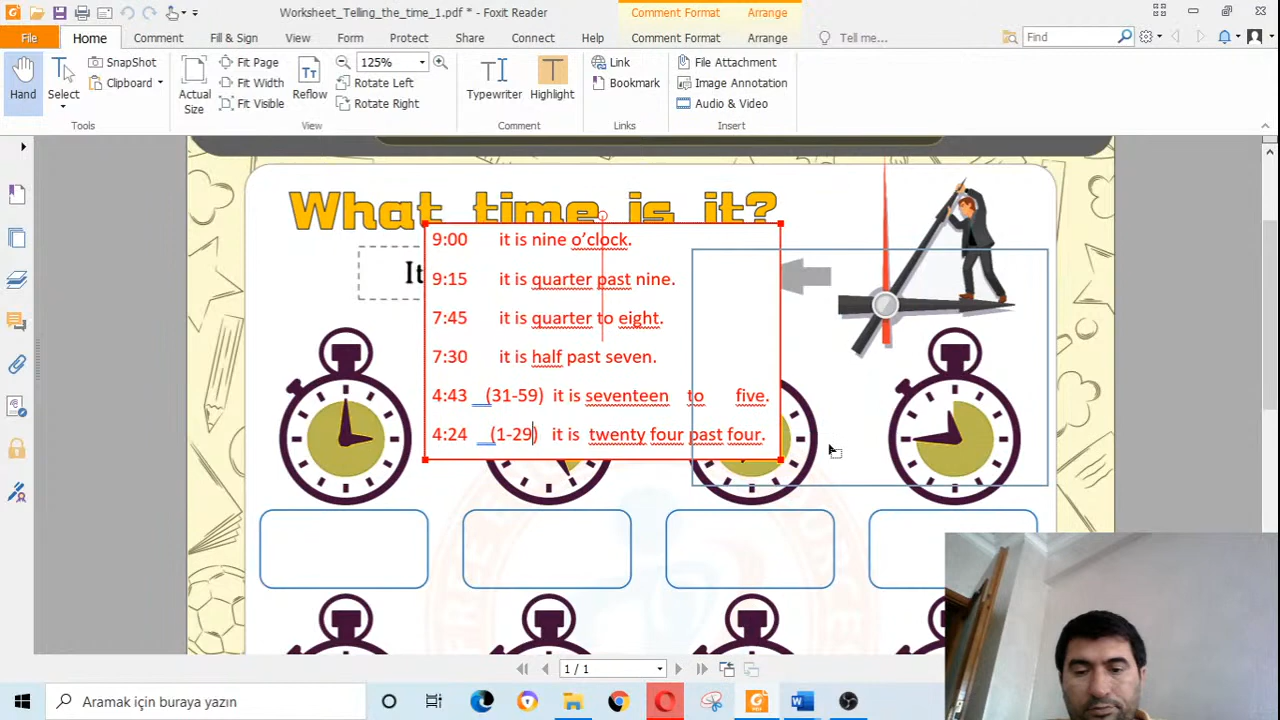 Worksheet_Telling_the_time_1.pdf * - Foxit Reader
Comment Format
Arrange
File
Home
Comment
Fill & Sign
View
Form
Protect
Share
Connect
Help
Comment Format
Arrange
Tell me...
Find
Hand
Select
SnapShot
Clipboard
Actual
Size
Fit Page
Fit Width
Fit Visible
Reflow
125%
Rotate Left
Rotate Right
Typewriter
Highlight
Link
Bookmark
File Attachment
Image Annotation
Audio & Video
Tools
View
Comment
Links
Insert
What time is it?
It
9:00 it is nine o'clock.
9:15 it is quarter past nine.
7:45 it is quarter to eight.
7:30 it is half past seven.
4:43 __(31-59) it is seventeen to five.
4:24 __(1-29) it is twenty four past four.
1 / 1
Aramak için buraya yazın